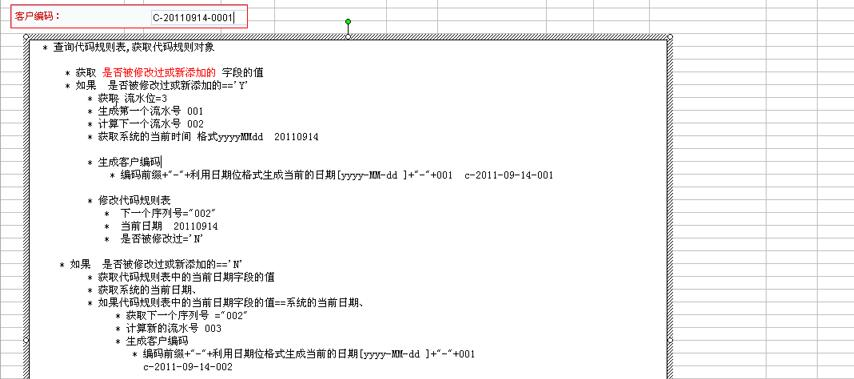 客户编码： C-20110914-0001
* 查询代码规则表,获取代码规则对象
* 获取 是否被修改过或新添加的 字段的值
* 如果 是否被修改过或新添加的=='Y'
* 获取 流水位=3
* 生成第一个流水号 001
* 计算下一个流水号 002
* 获取系统的当前时间 格式yyyyMMdd 20110914
* 生成客户编码
* 编码前缀+"-"+利用日期位格式生成当前的日期[yyyy-MM-dd ]+"-"+001 c-2011-09-14-001
* 修改代码规则表
* 下一个序列号="002"
* 当前日期 20110914
* 是否被修改过='N'
* 如果 是否被修改过或新添加的=='N'
* 获取代码规则表中的当前日期字段的值
* 获取系统的当前日期、
* 如果代码规则表中的当前日期字段的值==系统的当前日期、
* 获取下一个序列号 ="002"
* 计算新的流水号 003
* 生成客户编码
* 编码前缀+"-"+利用日期位格式生成当前的日期[yyyy-MM-dd ]+"-"+001
c-2011-09-14-002